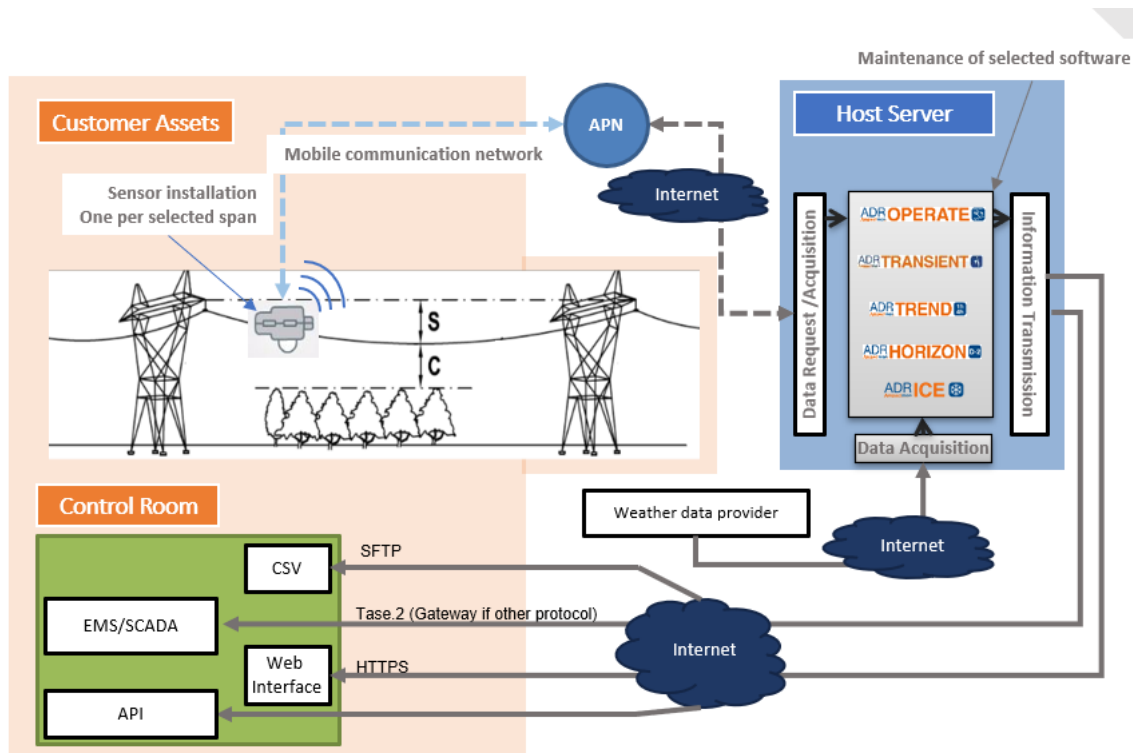 Maintenance of selected software
Customer Assets
APN
Host Server
Mobile communication network
Internet
Sensor installation
One per selected span
Data Request /Acquisition
ADR OPERATE
ADR TRANSIENT
ADR TREND
ADR HORIZON
ADR ICE
Information Transmission
S
C
Data Acquisition
Control Room
Weather data provider
Internet
CSV
SFTP
EMS/SCADA
Tase.2 (Gateway if other protocol)
Internet
Web
Interface
HTTPS
API